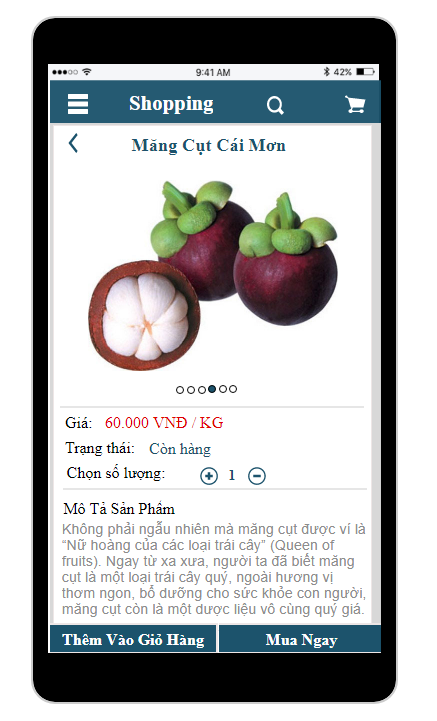 9:41 AM 42%
Shopping
Măng Cụt Cái Mơn
Giá: 60.000 VNĐ / KG
Trạng thái: Còn hàng
Chọn số lượng: 1
Mô Tả Sản Phẩm
Không phải ngẫu nhiên mà măng cụt được ví là
“Nữ hoàng của các loại trái cây” (Queen of
fruits). Ngay từ xa xưa, người ta đã biết măng
cụt là một loại trái cây quý, ngoài hương vị
thơm ngon, bổ dưỡng cho sức khỏe con người,
măng cụt còn là một dược liệu vô cùng quý giá.
Thêm Vào Giỏ Hàng Mua Ngay